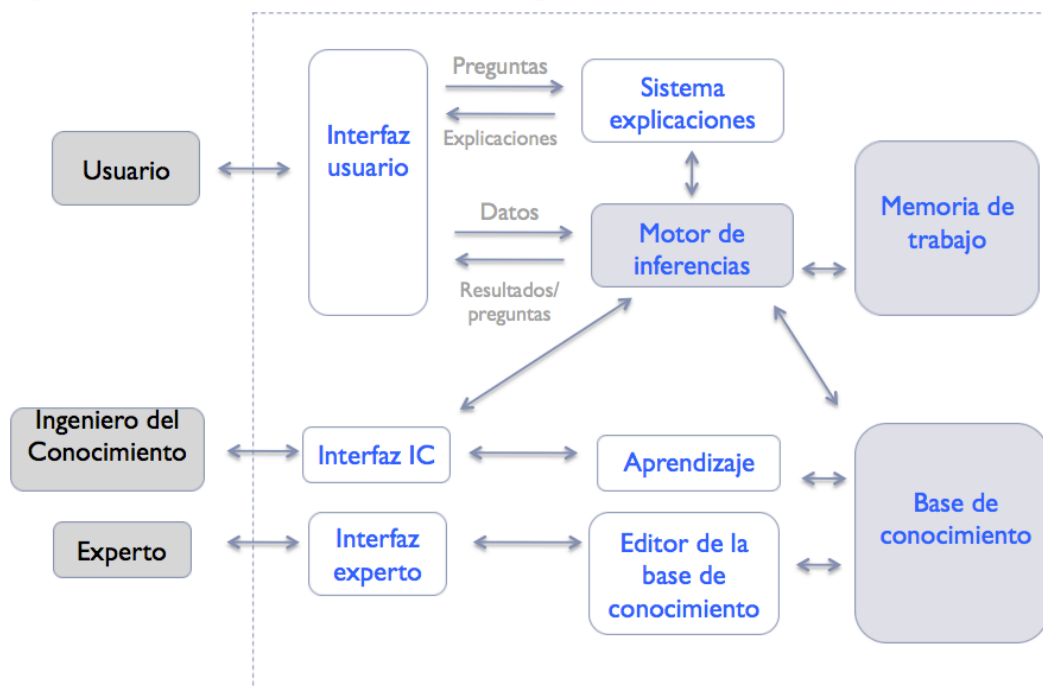 Preguntas
Explicaciones
Sistema
explicaciones
Interfaz
usuario
Usuario
Datos
Resultados/
preguntas
Motor de
inferencias
Memoria de
trabajo
Ingeniero del
Conocimiento
Interfaz IC
Aprendizaje
Base de
conocimiento
Experto
Interfaz
experto
Editor de la
base de
conocimiento